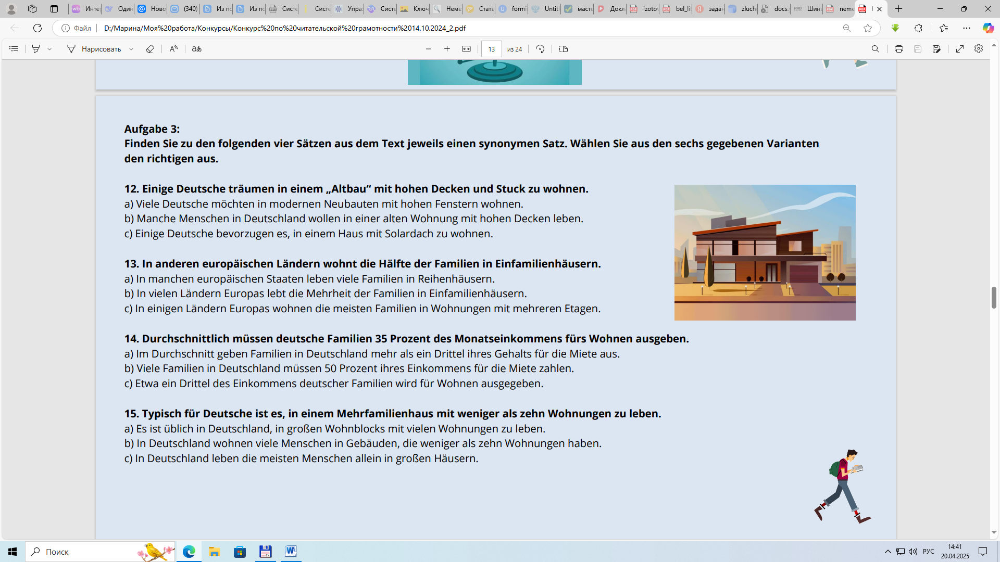 Инте
Один
Ново
(340)
Из по
Из по
Систе
Систе
Упра
Систе
Ключ
Неме
Стать
formi
Untitl
масте
Докл
izotov
bel_li
задан
zluch
docs.
Шин
neme
Файл
D:/Марина/Моя%20работа/Конкурсы/Конкурс%20по%20читательской%20грамотности%2014.10.2024_2.pdf
Нарисовать
аあ
13
из 24
Aufgabe 3:
Finden Sie zu den folgenden vier Sätzen aus dem Text jeweils einen synonymen Satz. Wählen Sie aus den sechs gegebenen Varianten
den richtigen aus.
12. Einige Deutsche träumen in einem „Altbau“ mit hohen Decken und Stuck zu wohnen.
a) Viele Deutsche möchten in modernen Neubauten mit hohen Fenstern wohnen.
b) Manche Menschen in Deutschland wollen in einer alten Wohnung mit hohen Decken leben.
c) Einige Deutsche bevorzugen es, in einem Haus mit Solardach zu wohnen.
13. In anderen europäischen Ländern wohnt die Hälfte der Familien in Einfamilienhäusern.
a) In manchen europäischen Staaten leben viele Familien in Reihenhäusern.
b) In vielen Ländern Europas lebt die Mehrheit der Familien in Einfamilienhäusern.
c) In einigen Ländern Europas wohnen die meisten Familien in Wohnungen mit mehreren Etagen.
14. Durchschnittlich müssen deutsche Familien 35 Prozent des Monatseinkommens fürs Wohnen ausgeben.
a) Im Durchschnitt geben Familien in Deutschland mehr als ein Drittel ihres Gehalts für die Miete aus.
b) Viele Familien in Deutschland müssen 50 Prozent ihres Einkommens für die Miete zahlen.
c) Etwa ein Drittel des Einkommens deutscher Familien wird für Wohnen ausgegeben.
15. Typisch für Deutsche ist es, in einem Mehrfamilienhaus mit weniger als zehn Wohnungen zu leben.
a) Es ist üblich in Deutschland, in großen Wohnblocks mit vielen Wohnungen zu leben.
b) In Deutschland wohnen viele Menschen in Gebäuden, die weniger als zehn Wohnungen haben.
c) In Deutschland leben die meisten Menschen allein in großen Häusern.
Поиск
РУС
14:41
20.04.2025